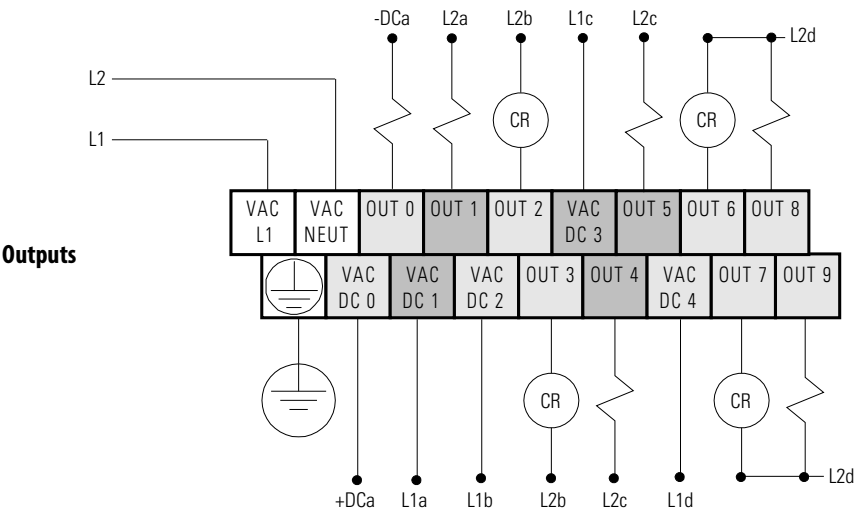 -DCa L2a L2b L1c L2c
L2d
L2
CR CR
L1
VAC L1 VAC NEUT OUT 0 OUT 1 OUT 2 VAC DC 3 OUT 5 OUT 6 OUT 8
Outputs
VAC DC 0 VAC DC 1 VAC DC 2 OUT 3 OUT 4 VAC DC 4 OUT 7 OUT 9
CR CR
L2d
+DCa L1a L1b L2b L2c L1d